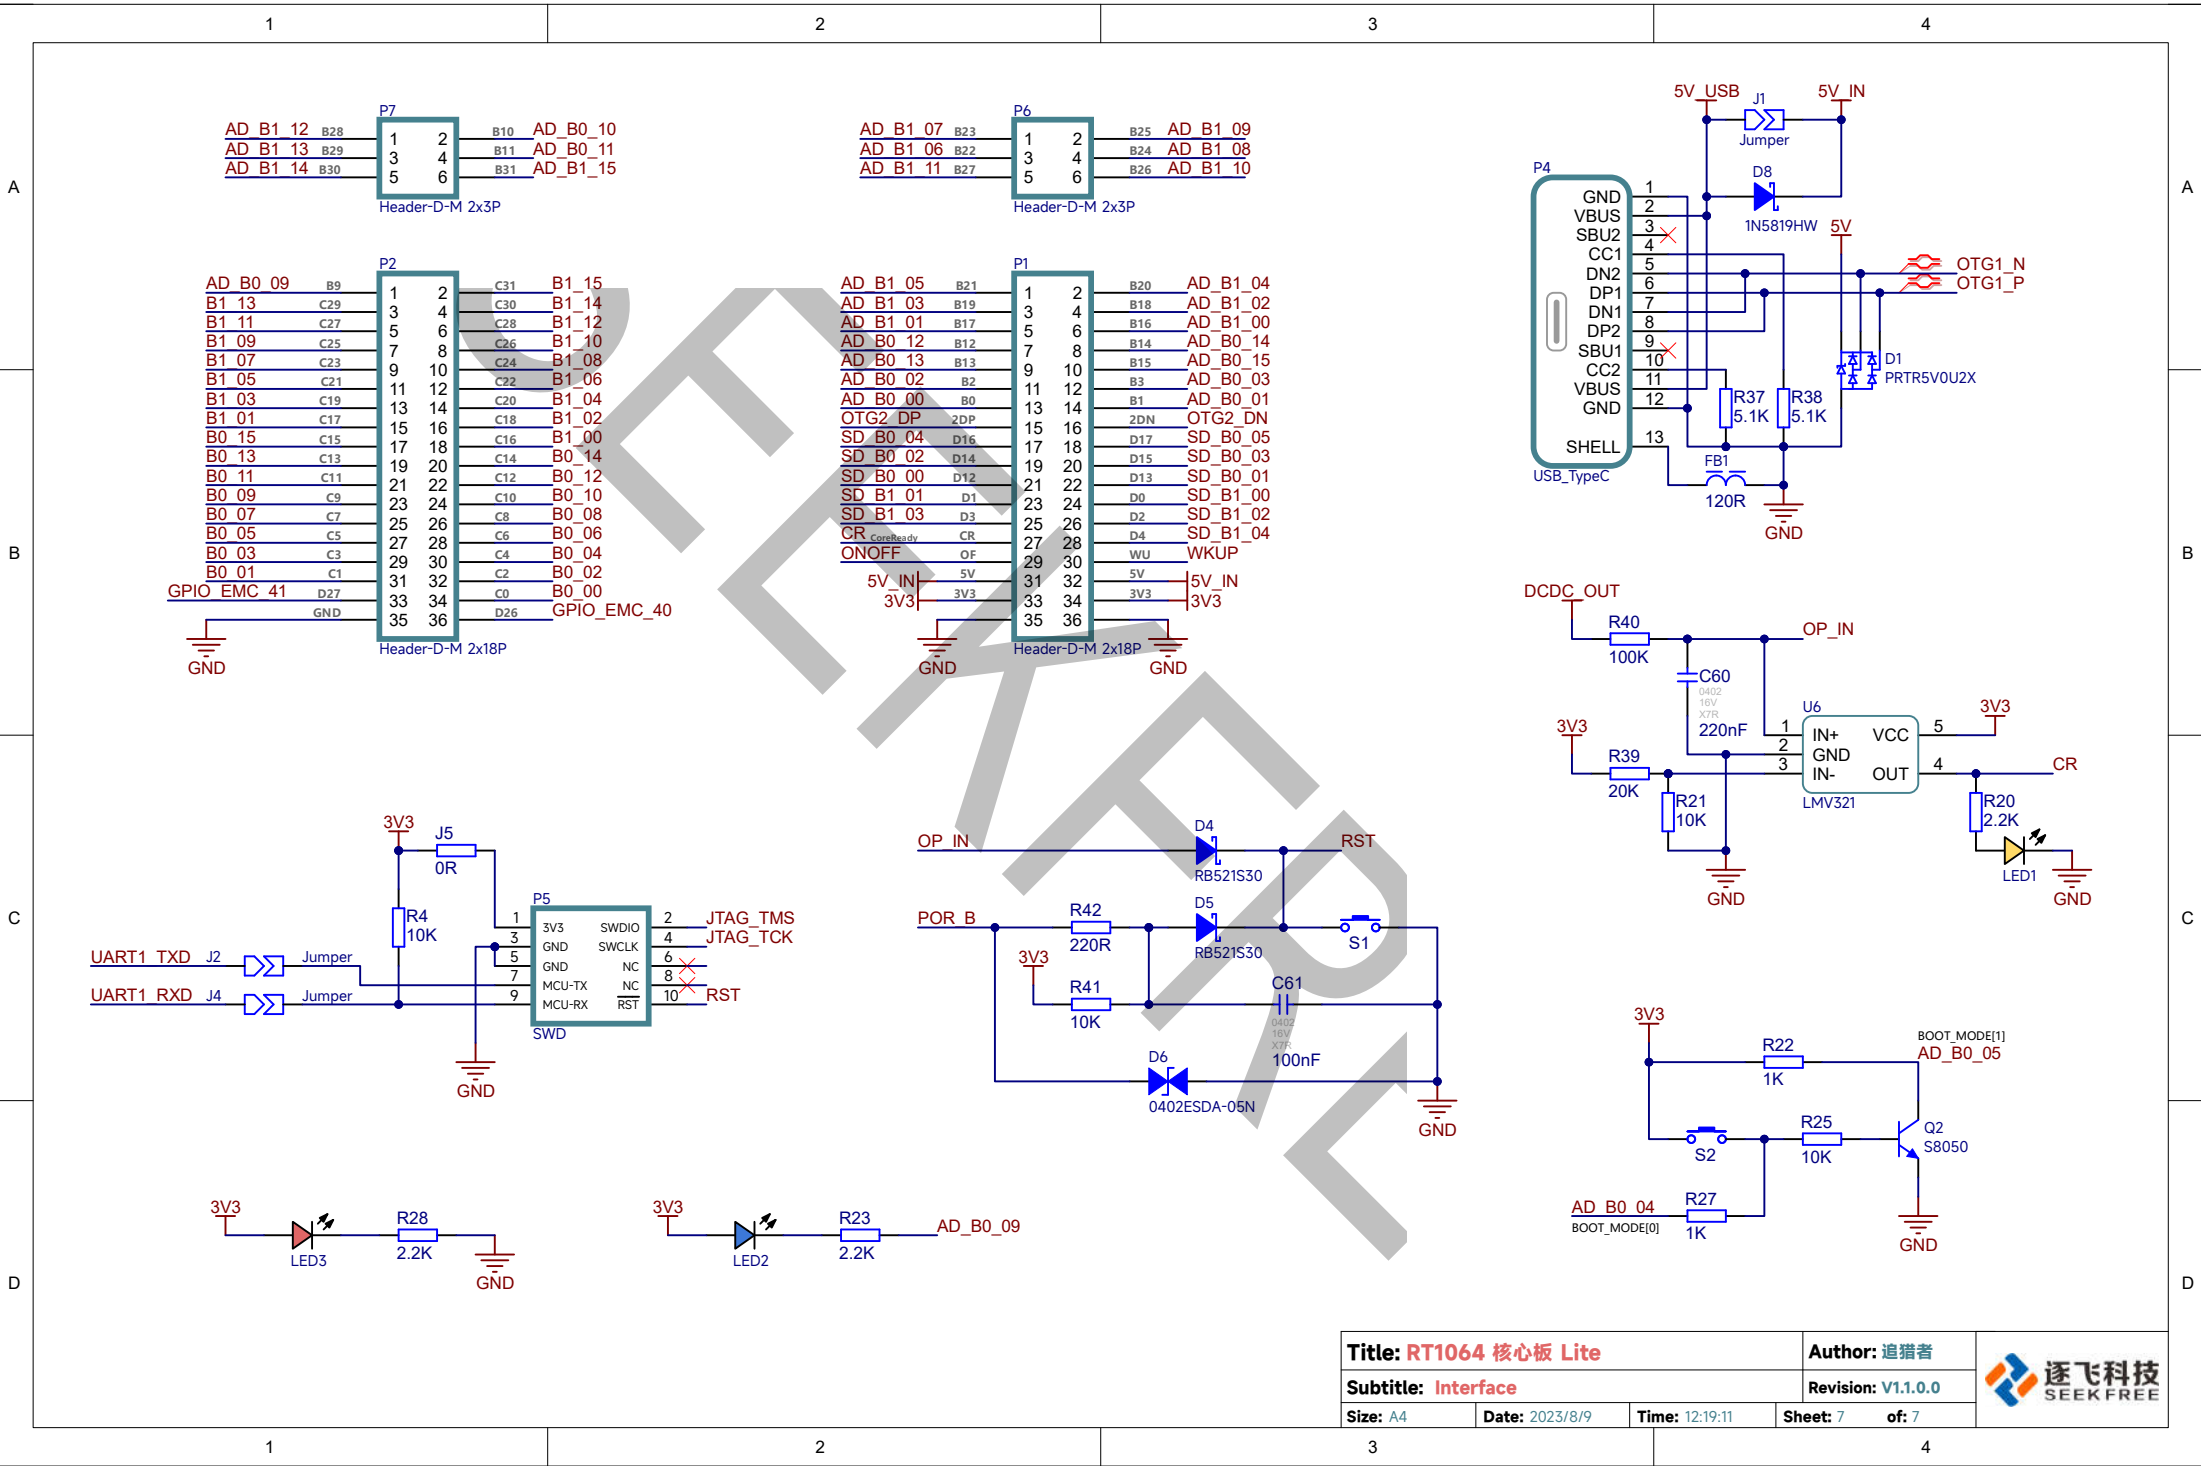 1 2 3 4
A B C D
P7
AD_B1_12 B28 1 2 B10 AD_B0_10
AD_B1_13 B29 3 4 B11 AD_B0_11
AD_B1_14 B30 5 6 B31 AD_B1_15
Header-D-M 2x3P
P6
AD_B1_07 B23 1 2 B25 AD_B1_09
AD_B1_06 B22 3 4 B24 AD_B1_08
AD_B1_11 B27 5 6 B26 AD_B1_10
Header-D-M 2x3P
P2
AD_B0_09 B9 1 2 C31 B1_15
B1_13 C29 3 4 C30 B1_14
B1_11 C27 5 6 C28 B1_12
B1_09 C25 7 8 C26 B1_10
B1_07 C23 9 10 C24 B1_08
B1_05 C21 11 12 C22 B1_06
B1_03 C19 13 14 C20 B1_04
B1_01 C17 15 16 C18 B1_02
B0_15 C15 17 18 C16 B1_00
B0_13 C13 19 20 C14 B0_14
B0_11 C11 21 22 C12 B0_12
B0_09 C9 23 24 C10 B0_10
B0_07 C7 25 26 C8 B0_08
B0_05 C5 27 28 C6 B0_06
B0_03 C3 29 30 C4 B0_04
B0_01 C1 31 32 C2 B0_02
GPIO_EMC_41 D27 33 34 C0 B0_00
GND 35 36 D26 GPIO_EMC_40
GND
Header-D-M 2x18P
P1
AD_B1_05 B21 1 2 B20 AD_B1_04
AD_B1_03 B19 3 4 B18 AD_B1_02
AD_B1_01 B17 5 6 B16 AD_B1_00
AD_B0_12 B12 7 8 B14 AD_B0_14
AD_B0_13 B13 9 10 B15 AD_B0_15
AD_B0_02 B2 11 12 B3 AD_B0_03
AD_B0_00 B0 13 14 B1 AD_B0_01
OTG2_DP 2DP 15 16 2DN OTG2_DN
SD_B0_04 D16 17 18 D17 SD_B0_05
SD_B0_02 D14 19 20 D15 SD_B0_03
SD_B0_00 D12 21 22 D13 SD_B0_01
SD_B1_01 D1 23 24 D0 SD_B1_00
SD_B1_03 D3 25 26 D2 SD_B1_02
CR CoreReady CR 27 28 D4 SD_B1_04
ONOFF OF 29 30 WU WKUP
5V_IN 5V 31 32 5V 5V_IN
3V3 3V3 33 34 3V3 3V3
35 36
GND GND
Header-D-M 2x18P
5V_USB J1 5V_IN
Jumper
P4 D8
1N5819HW 5V
GND 1
VBUS 2
SBU2 3
CC1 4
DN2 5 OTG1_N
DP1 6 OTG1_P
DN1 7
DP2 8
SBU1 9
CC2 10
VBUS 11
GND 12
SHELL 13
USB_TypeC
D1
PRTR5V0U2X
R37
5.1K
R38
5.1K
FB1
120R
GND
DCDC_OUT
R40
100K
OP_IN
C60
0402
16V
X7R
220nF
U6
3V3
R39
20K
R21
10K
1 IN+ VCC 5 3V3
2 GND
3 IN- OUT 4 CR
LMV321
R20
2.2K
LED1
GND GND
3V3 J5
0R
R4
10K
P5
1 3V3 SWDIO 2 JTAG_TMS
3 GND SWCLK 4 JTAG_TCK
5 GND NC 6
7 MCU-TX NC 8
9 MCU-RX RST 10 RST
SWD
UART1_TXD J2 Jumper
UART1_RXD J4 Jumper
GND
OP_IN D4 RST
RB521S30
POR_B R42 D5
220R RB521S30 S1
3V3
R41
10K
C61
0402
16V
X7R
100nF
D6
0402ESDA-05N
GND
3V3
R22
1K
BOOT_MODE[1]
AD_B0_05
S2
R25
10K
Q2
S8050
AD_B0_04
BOOT_MODE[0]
R27
1K
GND
3V3 LED3 R28 2.2K GND
3V3 LED2 R23 2.2K AD_B0_09
SEEKFREE
Title: RT1064 核心板 Lite
Author: 追猎者
Subtitle: Interface
Revision: V1.1.0.0
Size: A4 Date: 2023/8/9 Time: 12:19:11 Sheet: 7 of: 7
逐飞科技
SEEKFREE
A B C D
1 2 3 4